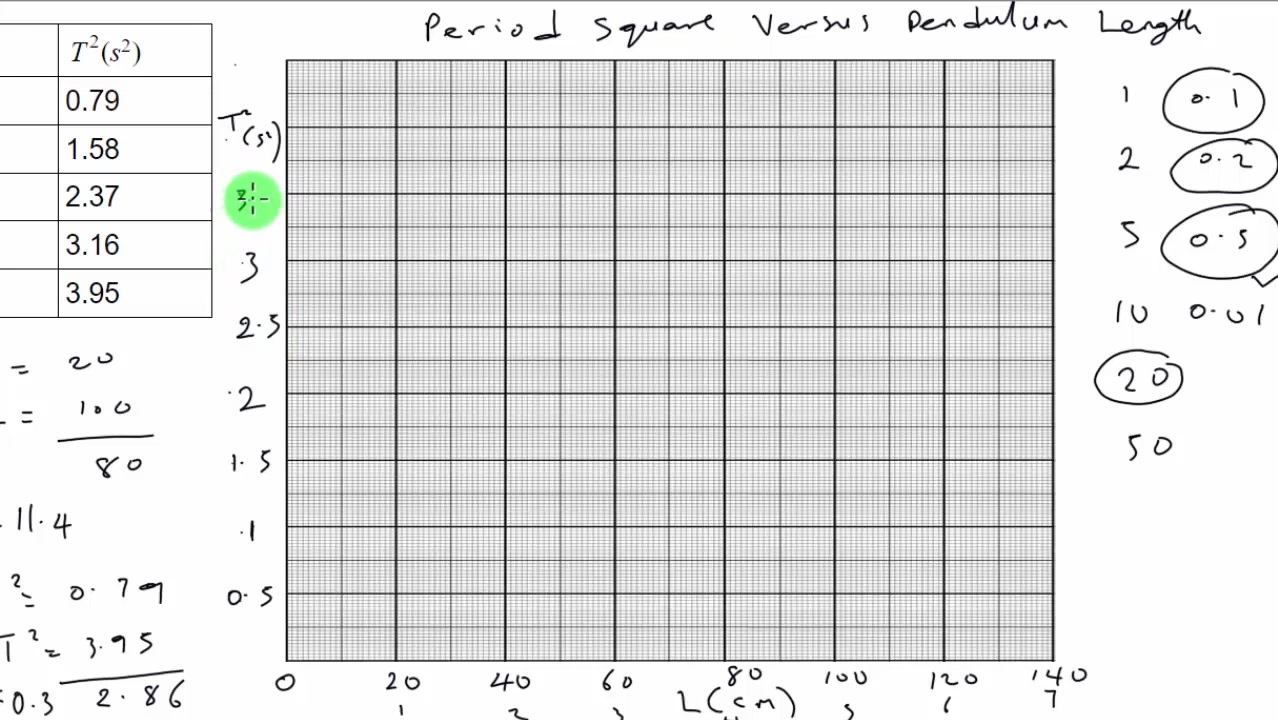 Period Square Versus Pendulum Length
T²(s²)
0.79
1.58
2.37
3.16
3.95
= 20
= 100
80
11.4
² = 0.79
T² = 3.95
=0.3 2.86
T²(s²)
3
2.5
2
1.5
1
0.5
0 20 40 60 80 100 120 140
L(cm)
1 2 3 5 6 7
1 0.1
2 0.2
5 0.5
10 0.01
20
50